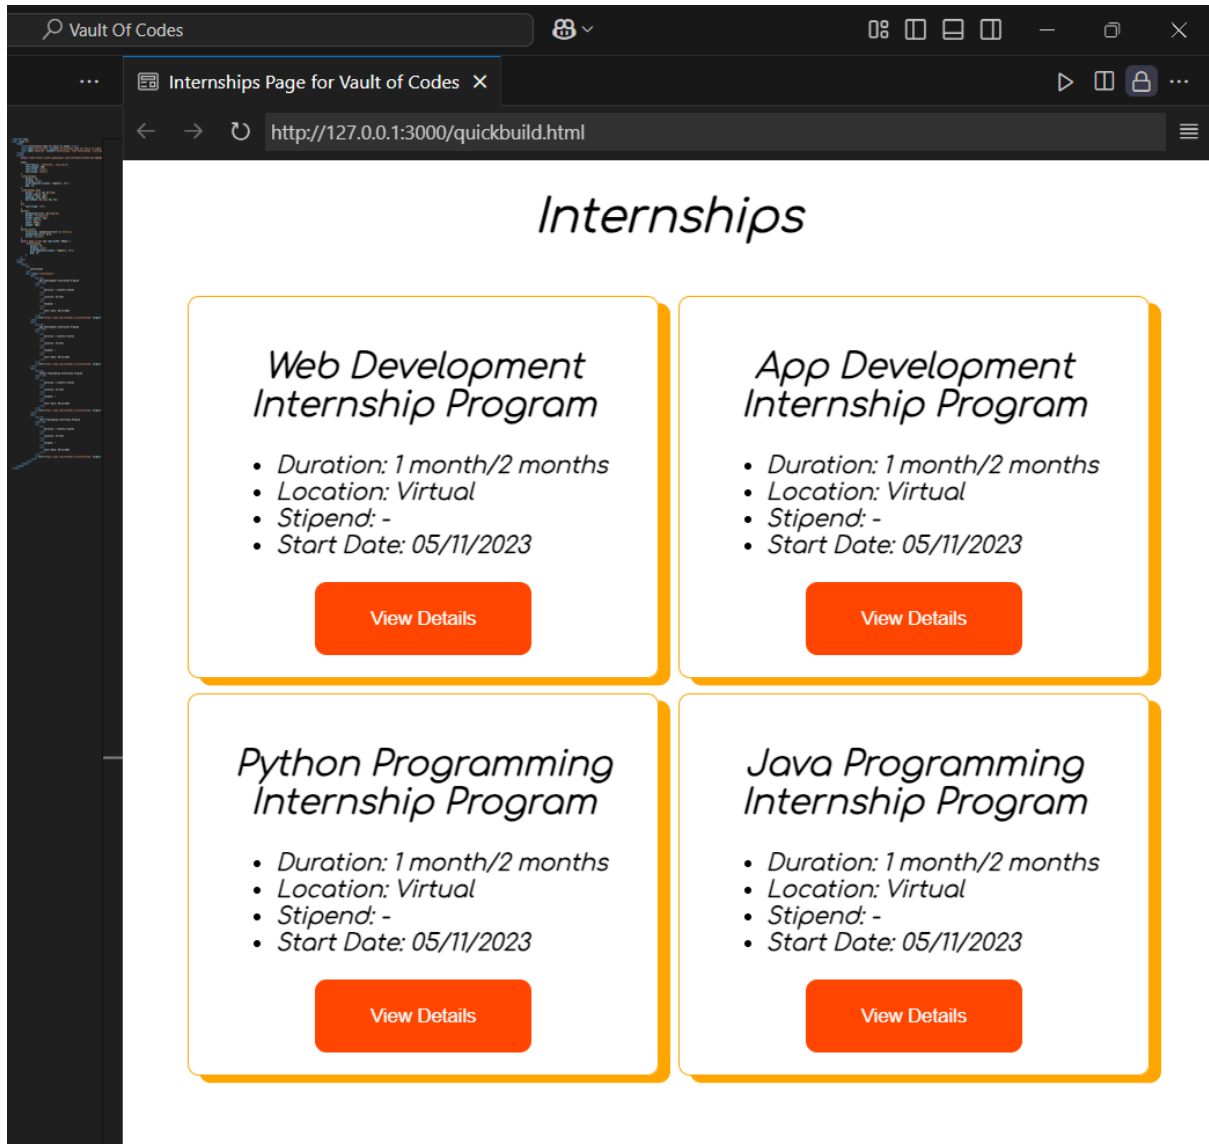 Vault Of Codes
Internships Page for Vault of Codes
http://127.0.0.1:3000/quickbuild.html
Internships
Web Development
Internship Program
• Duration: 1 month/2 months
• Location: Virtual
• Stipend: -
• Start Date: 05/11/2023
View Details
App Development
Internship Program
• Duration: 1 month/2 months
• Location: Virtual
• Stipend: -
• Start Date: 05/11/2023
View Details
Python Programming
Internship Program
• Duration: 1 month/2 months
• Location: Virtual
• Stipend: -
• Start Date: 05/11/2023
View Details
Java Programming
Internship Program
• Duration: 1 month/2 months
• Location: Virtual
• Stipend: -
• Start Date: 05/11/2023
View Details